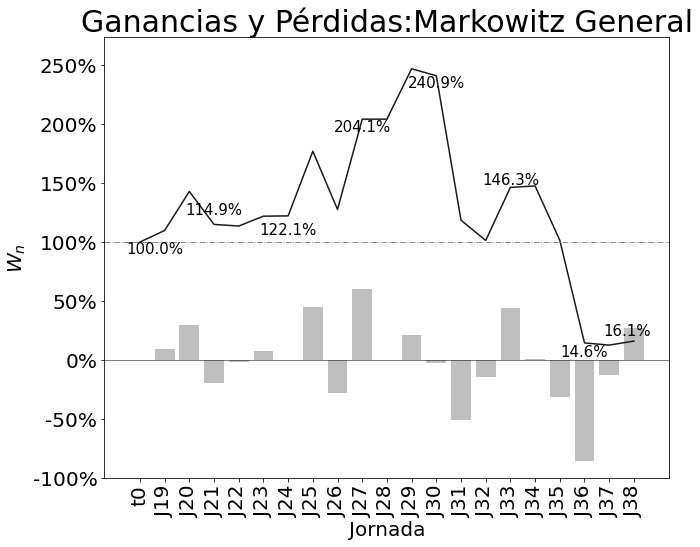 Ganancias y Pérdidas:Markowitz General
250%
200%
150%
100%
50%
0%
-50%
-100%
Wn
100.0%
114.9%
122.1%
204.1%
240.9%
146.3%
14.6%
16.1%
t0
J19
J20
J21
J22
J23
J24
J25
J26
J27
J28
J29
J30
J31
J32
J33
J34
J35
J36
J37
J38
Jornada